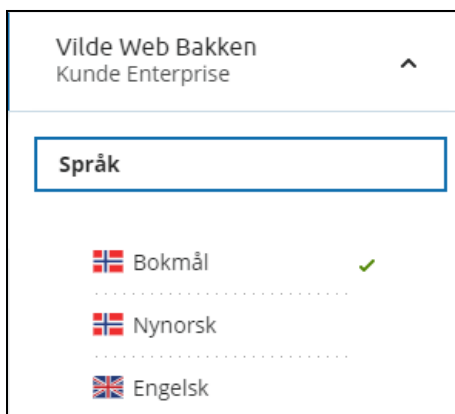 Vilde Web Bakken
Kunde Enterprise
Språk
Bokmål
Nynorsk
Engelsk